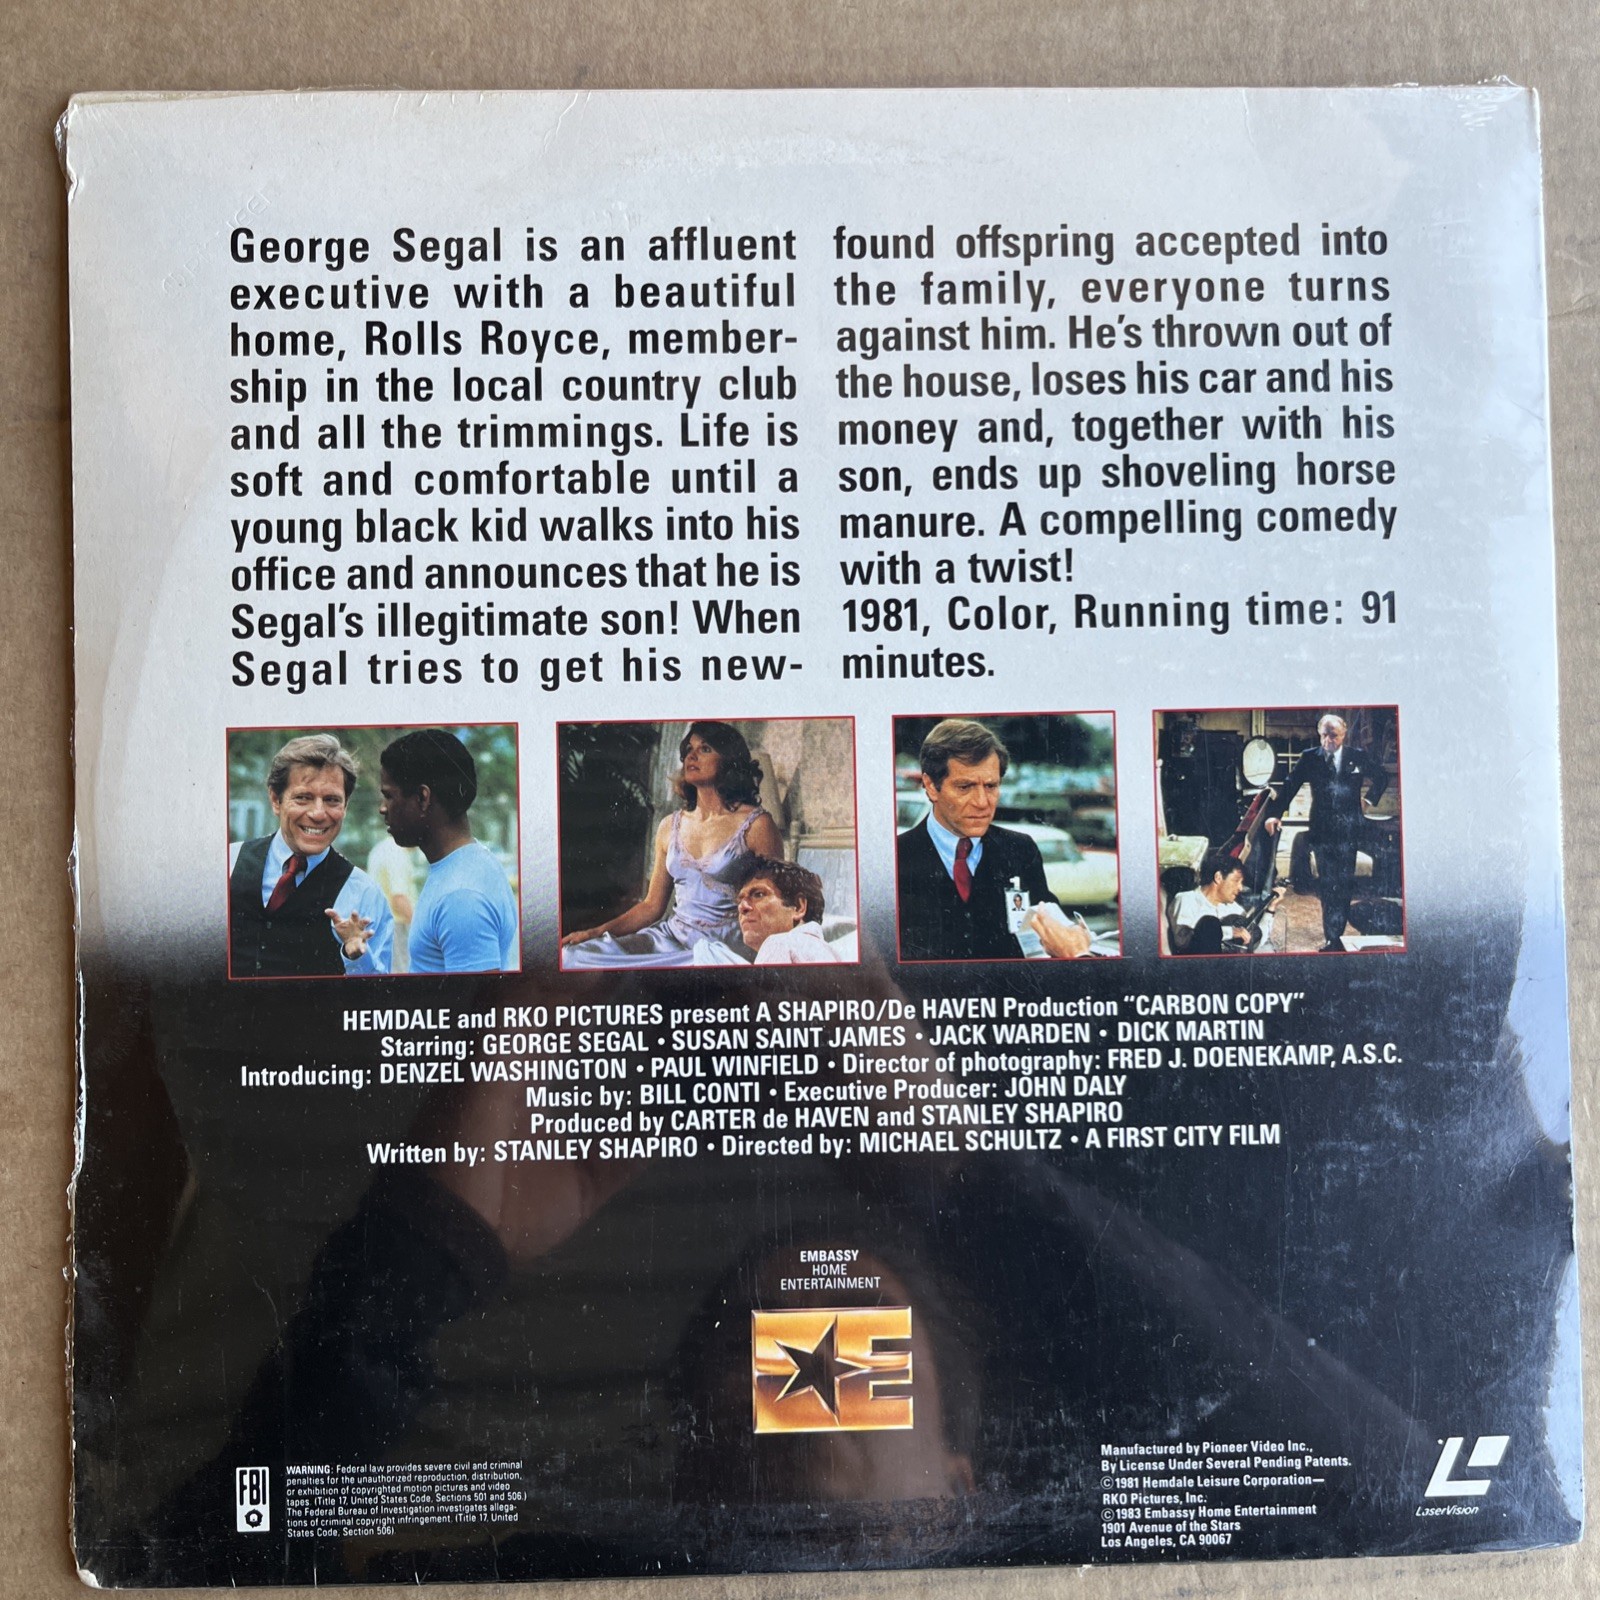 George Segal is an affluent
executive with a beautiful
home, Rolls Royce, member-
ship in the local country club
and all the trimmings. Life is
soft and comfortable until a
young black kid walks into his
office and announces that he is
Segal's illegitimate son! When
Segal tries to get his new-
found offspring accepted into
the family, everyone turns
against him. He's thrown out of
the house, loses his car and his
money and, together with his
son, ends up shoveling horse
manure. A compelling comedy
with a twist!
1981, Color, Running time: 91
minutes.
HEMDALE and RKO PICTURES present A SHAPIRO/De HAVEN Production "CARBON COPY"
Starring: GEORGE SEGAL • SUSAN SAINT JAMES • JACK WARDEN • DICK MARTIN
Introducing: DENZEL WASHINGTON • PAUL WINFIELD • Director of photography: FRED J. DOENEKAMP, A.S.C.
Music by: BILL CONTI • Executive Producer: JOHN DALY
Produced by CARTER de HAVEN and STANLEY SHAPIRO
Written by: STANLEY SHAPIRO • Directed by: MICHAEL SCHULTZ • A FIRST CITY FILM
EMBASSY
HOME
ENTERTAINMENT
E E
FBI
WARNING: Federal law provides severe civil and criminal
penalties for the unauthorized reproduction, distribution,
or exhibition of copyrighted motion pictures and video
tapes. (Title 17, United States Code, Sections 501 and 506.)
The Federal Bureau of Investigation investigates allega-
tions of criminal copyright infringement. (Title 17, United
States Code, Section 506)
Manufactured by Pioneer Video Inc.,
By License Under Several Pending Patents.
©1981 Hemdale Leisure Corporation—
RKO Pictures, Inc.
©1983 Embassy Home Entertainment
1901 Avenue of the Stars
Los Angeles, CA 90067
LaserVision